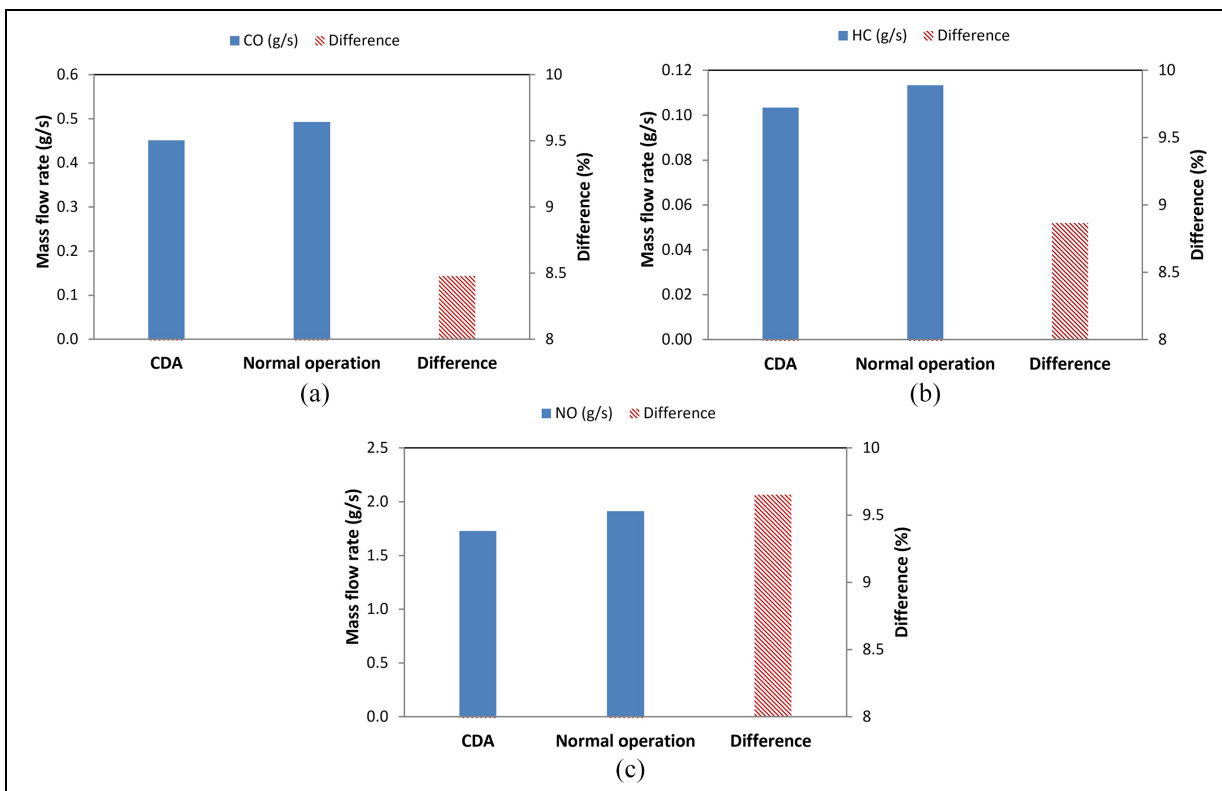 CO (g/s) Difference
0.6
0.5
0.4
0.3
0.2
0.1
0.0
Mass flow rate (g/s)
10
9.5
9
8.5
8
Difference (%)
CDA Normal operation Difference
(a)
HC (g/s) Difference
0.12
0.10
0.08
0.06
0.04
0.02
0.00
Mass flow rate (g/s)
10
9.5
9
8.5
8
Difference (%)
CDA Normal operation Difference
(b)
NO (g/s) Difference
2.5
2.0
1.5
1.0
0.5
0.0
Mass flow rate (g/s)
10
9.5
9
8.5
8
Difference (%)
CDA Normal operation Difference
(c)